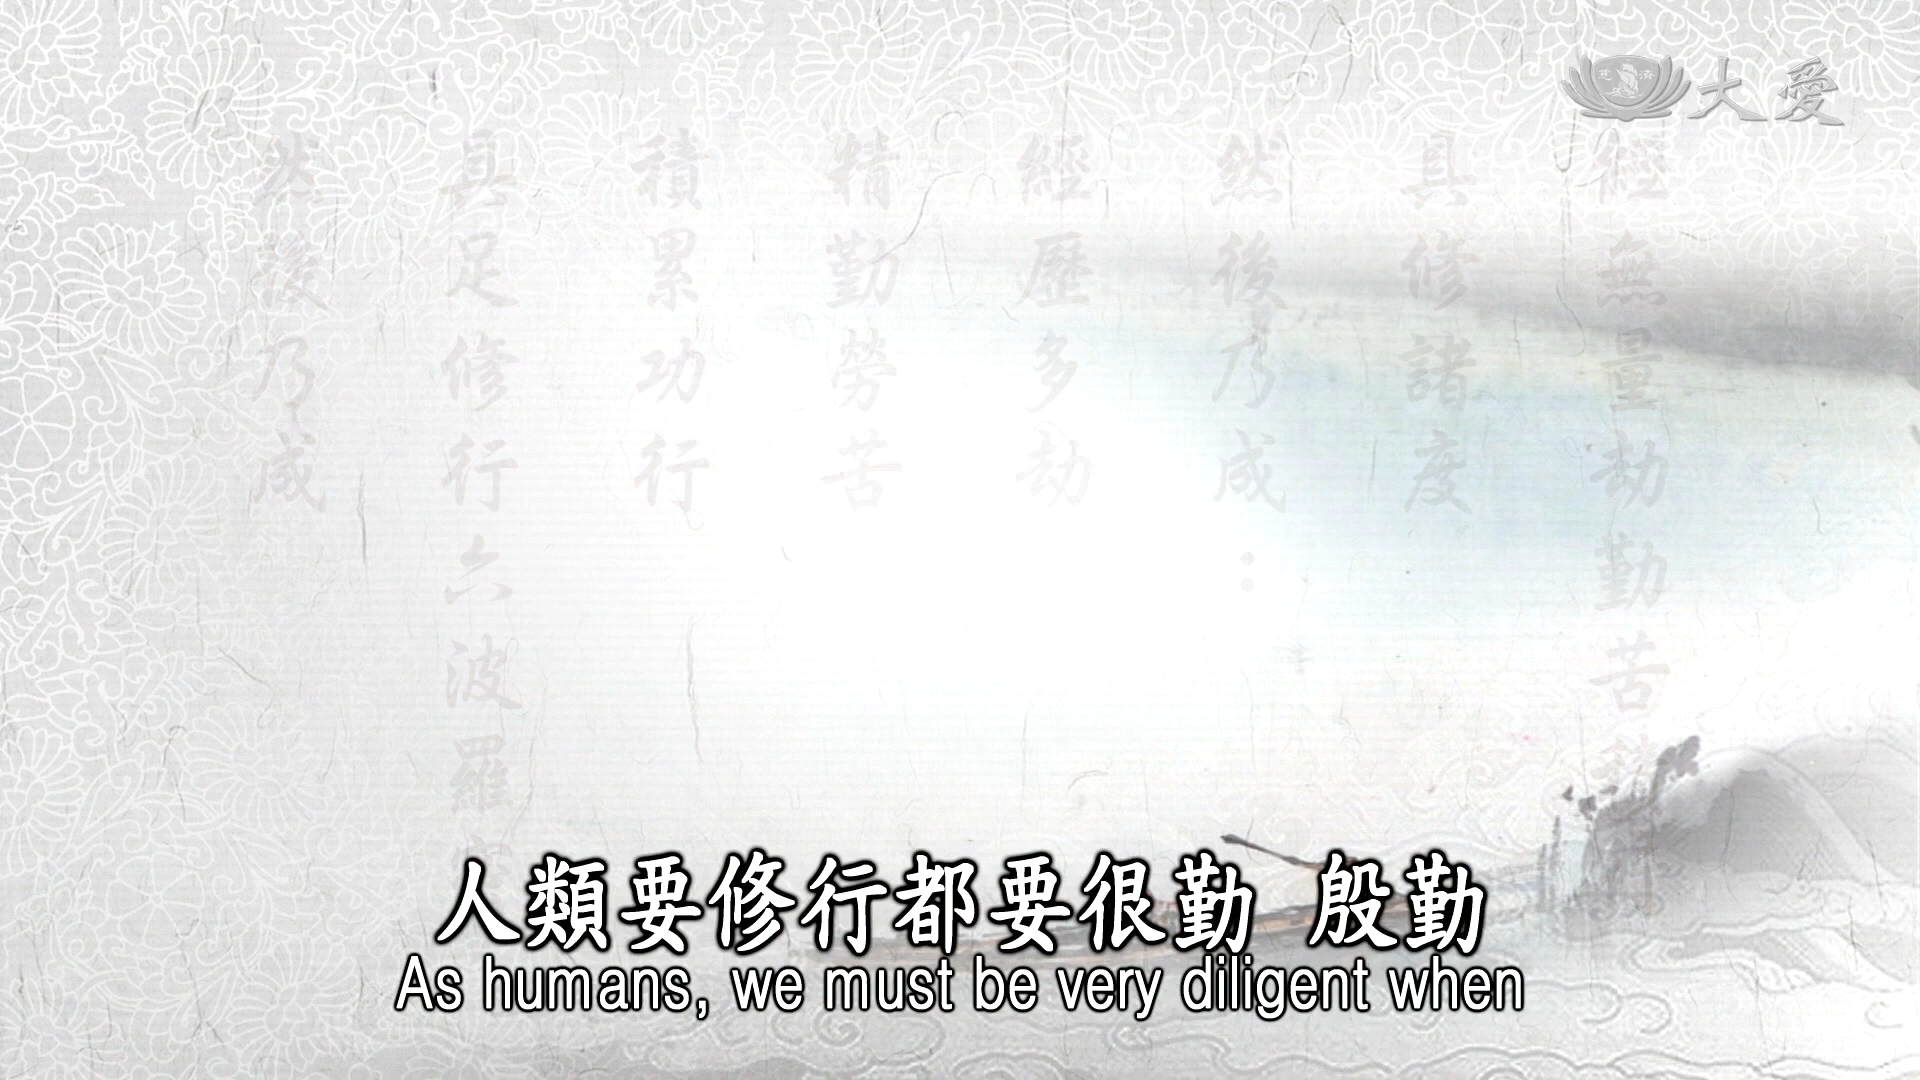 大愛
經無量劫勤苦
具修諸度
然後乃成：
經歷多劫
精勤勞苦
積累功行
具足修行六波羅
然後乃成
人類要修行都要很勤 殷勤
As humans, we must be very diligent when